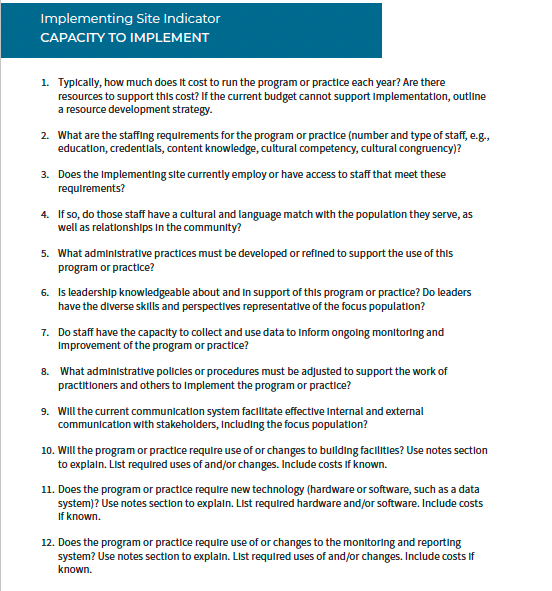 Implementing Site Indicator
CAPACITY TO IMPLEMENT
1. Typically, how much does it cost to run the program or practice each year? Are there
resources to support this cost? If the current budget cannot support implementation, outline
a resource development strategy.
2. What are the staffing requirements for the program or practice (number and type of staff, e.g.,
education, credentials, content knowledge, cultural competency, cultural congruency)?
3. Does the implementing site currently employ or have access to staff that meet these
requirements?
4. If so, do those staff have a cultural and language match with the population they serve, as
well as relationships in the community?
5. What administrative practices must be developed or refined to support the use of this
program or practice?
6. Is leadership knowledgeable about and in support of this program or practice? Do leaders
have the diverse skills and perspectives representative of the focus population?
7. Do staff have the capacity to collect and use data to inform ongoing monitoring and
improvement of the program or practice?
8. What administrative policies or procedures must be adjusted to support the work of
practitioners and others to implement the program or practice?
9. Will the current communication system facilitate effective internal and external
communication with stakeholders, including the focus population?
10. Will the program or practice require use of or changes to building facilities? Use notes section
to explain. List required uses of and/or changes. Include costs if known.
11. Does the program or practice require new technology (hardware or software, such as a data
system)? Use notes section to explain. List required hardware and/or software. Include costs
if known.
12. Does the program or practice require use of or changes to the monitoring and reporting
system? Use notes section to explain. List required uses of and/or changes. Include costs if
known.